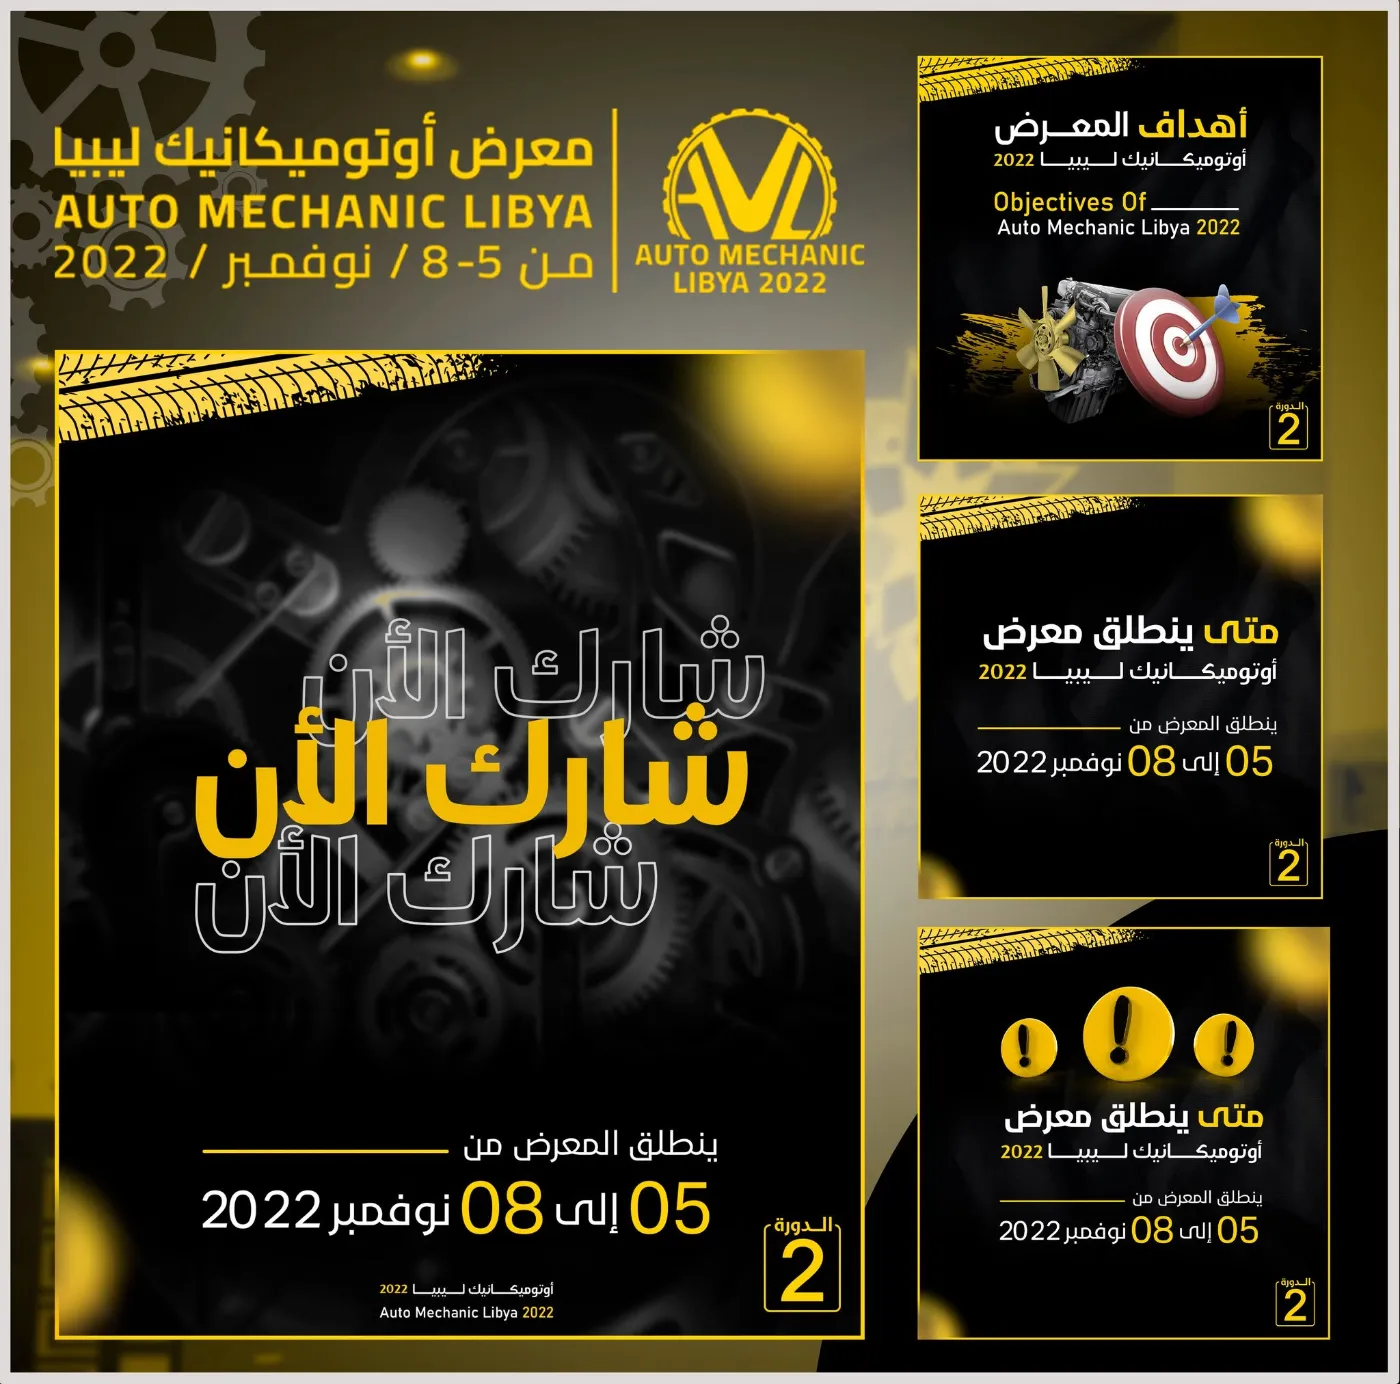 معرض أوتوميكانيك ليبيا
AUTO MECHANIC LIBYA
من 5-8 / نوفمبر / 2022
AVL
AUTO MECHANIC
LIBYA 2022
شارك الأن
شارك الأن
شارك الأن
ينطلق المعرض من
05 إلى 08 نوفمبر 2022
الدورة
2
أوتوميكانيك ليبيا 2022
Auto Mechanic Libya 2022
أهداف المعرض
أوتوميكانيك ليبيا 2022
Objectives Of
Auto Mechanic Libya 2022
الدورة
2
متى ينطلق معرض
أوتوميكانيك ليبيا 2022
ينطلق المعرض من
05 إلى 08 نوفمبر 2022
الدورة
2
متى ينطلق معرض
أوتوميكانيك ليبيا 2022
ينطلق المعرض من
05 إلى 08 نوفمبر 2022
الدورة
2